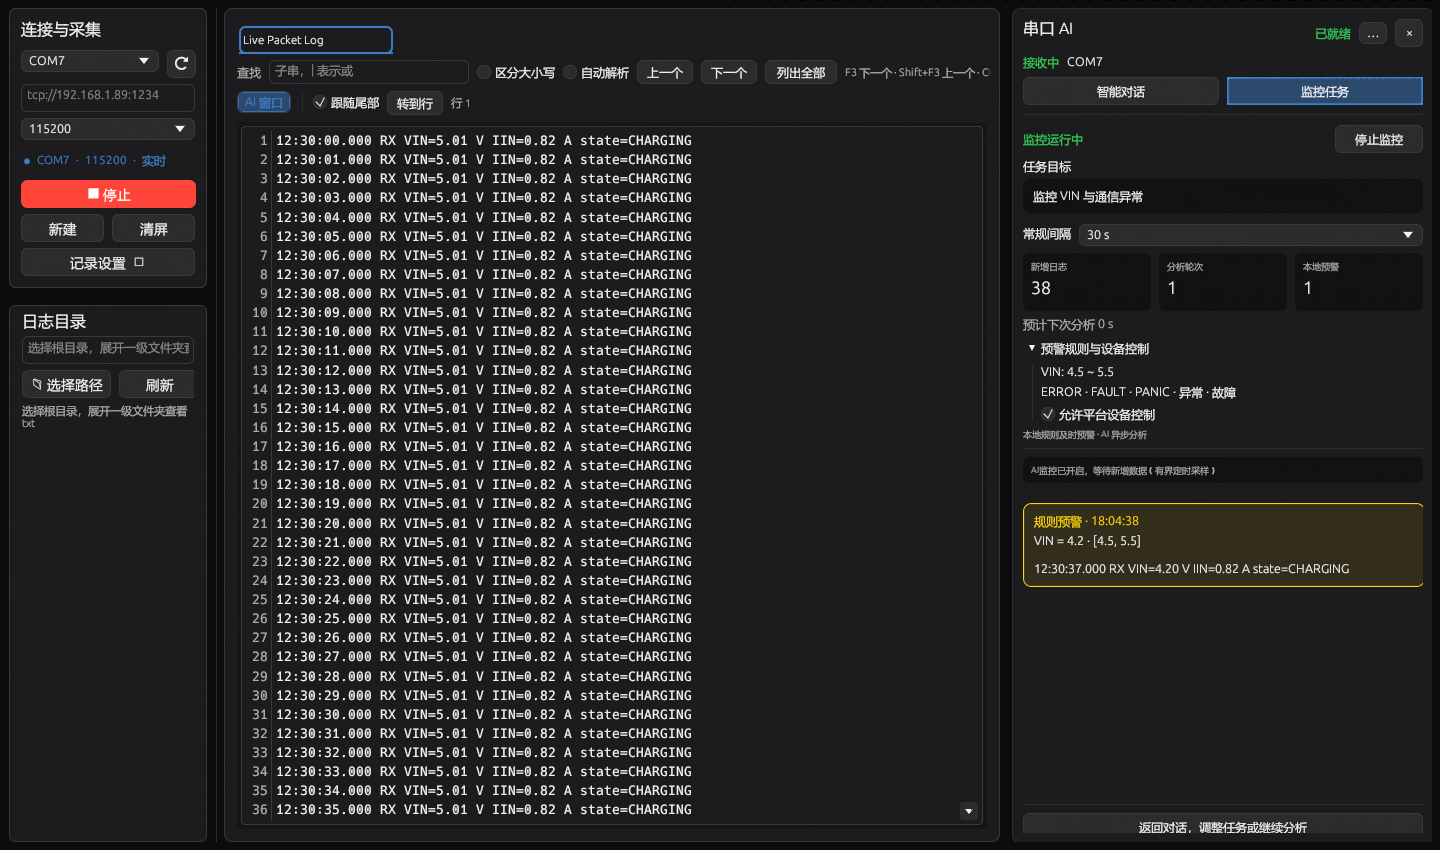 连接与采集
COM7
tcp://192.168.1.89:1234
115200
COM7 · 115200 · 实时
停止
新建
清屏
记录设置
日志目录
选择根目录，展开一级文件夹查
选择路径
刷新
选择根目录，展开一级文件夹查看
txt
Live Packet Log
查找
子串，| 表示或
区分大小写
自动解析
上一个
下一个
列出全部
F3 下一个 · Shift+F3 上一个 ·
AI 窗口
跟随尾部
转到行
行 1
1 12:30:00.000 RX VIN=5.01 V IIN=0.82 A state=CHARGING
2 12:30:01.000 RX VIN=5.01 V IIN=0.82 A state=CHARGING
3 12:30:02.000 RX VIN=5.01 V IIN=0.82 A state=CHARGING
4 12:30:03.000 RX VIN=5.01 V IIN=0.82 A state=CHARGING
5 12:30:04.000 RX VIN=5.01 V IIN=0.82 A state=CHARGING
6 12:30:05.000 RX VIN=5.01 V IIN=0.82 A state=CHARGING
7 12:30:06.000 RX VIN=5.01 V IIN=0.82 A state=CHARGING
8 12:30:07.000 RX VIN=5.01 V IIN=0.82 A state=CHARGING
9 12:30:08.000 RX VIN=5.01 V IIN=0.82 A state=CHARGING
10 12:30:09.000 RX VIN=5.01 V IIN=0.82 A state=CHARGING
11 12:30:10.000 RX VIN=5.01 V IIN=0.82 A state=CHARGING
12 12:30:11.000 RX VIN=5.01 V IIN=0.82 A state=CHARGING
13 12:30:12.000 RX VIN=5.01 V IIN=0.82 A state=CHARGING
14 12:30:13.000 RX VIN=5.01 V IIN=0.82 A state=CHARGING
15 12:30:14.000 RX VIN=5.01 V IIN=0.82 A state=CHARGING
16 12:30:15.000 RX VIN=5.01 V IIN=0.82 A state=CHARGING
17 12:30:16.000 RX VIN=5.01 V IIN=0.82 A state=CHARGING
18 12:30:17.000 RX VIN=5.01 V IIN=0.82 A state=CHARGING
19 12:30:18.000 RX VIN=5.01 V IIN=0.82 A state=CHARGING
20 12:30:19.000 RX VIN=5.01 V IIN=0.82 A state=CHARGING
21 12:30:20.000 RX VIN=5.01 V IIN=0.82 A state=CHARGING
22 12:30:21.000 RX VIN=5.01 V IIN=0.82 A state=CHARGING
23 12:30:22.000 RX VIN=5.01 V IIN=0.82 A state=CHARGING
24 12:30:23.000 RX VIN=5.01 V IIN=0.82 A state=CHARGING
25 12:30:24.000 RX VIN=5.01 V IIN=0.82 A state=CHARGING
26 12:30:25.000 RX VIN=5.01 V IIN=0.82 A state=CHARGING
27 12:30:26.000 RX VIN=5.01 V IIN=0.82 A state=CHARGING
28 12:30:27.000 RX VIN=5.01 V IIN=0.82 A state=CHARGING
29 12:30:28.000 RX VIN=5.01 V IIN=0.82 A state=CHARGING
30 12:30:29.000 RX VIN=5.01 V IIN=0.82 A state=CHARGING
31 12:30:30.000 RX VIN=5.01 V IIN=0.82 A state=CHARGING
32 12:30:31.000 RX VIN=5.01 V IIN=0.82 A state=CHARGING
33 12:30:32.000 RX VIN=5.01 V IIN=0.82 A state=CHARGING
34 12:30:33.000 RX VIN=5.01 V IIN=0.82 A state=CHARGING
35 12:30:34.000 RX VIN=5.01 V IIN=0.82 A state=CHARGING
36 12:30:35.000 RX VIN=5.01 V IIN=0.82 A state=CHARGING
串口 AI
已就绪
...
×
接收中 COM7
智能对话
监控任务
监控运行中
停止监控
任务目标
监控 VIN 与通信异常
常规间隔
30 s
新增日志
38
分析轮次
1
本地预警
1
预计下次分析 0 s
预警规则与设备控制
VIN: 4.5 ~ 5.5
ERROR · FAULT · PANIC · 异常 · 故障
允许平台设备控制
本地规则及时预警 · AI 异步分析
AI监控已开启，等待新增数据 ( 有界定时采样 )
规则预警 · 18:04:38
VIN = 4.2 · [4.5, 5.5]
12:30:37.000 RX VIN=4.20 V IIN=0.82 A state=CHARGING
返回对话，调整任务或继续分析